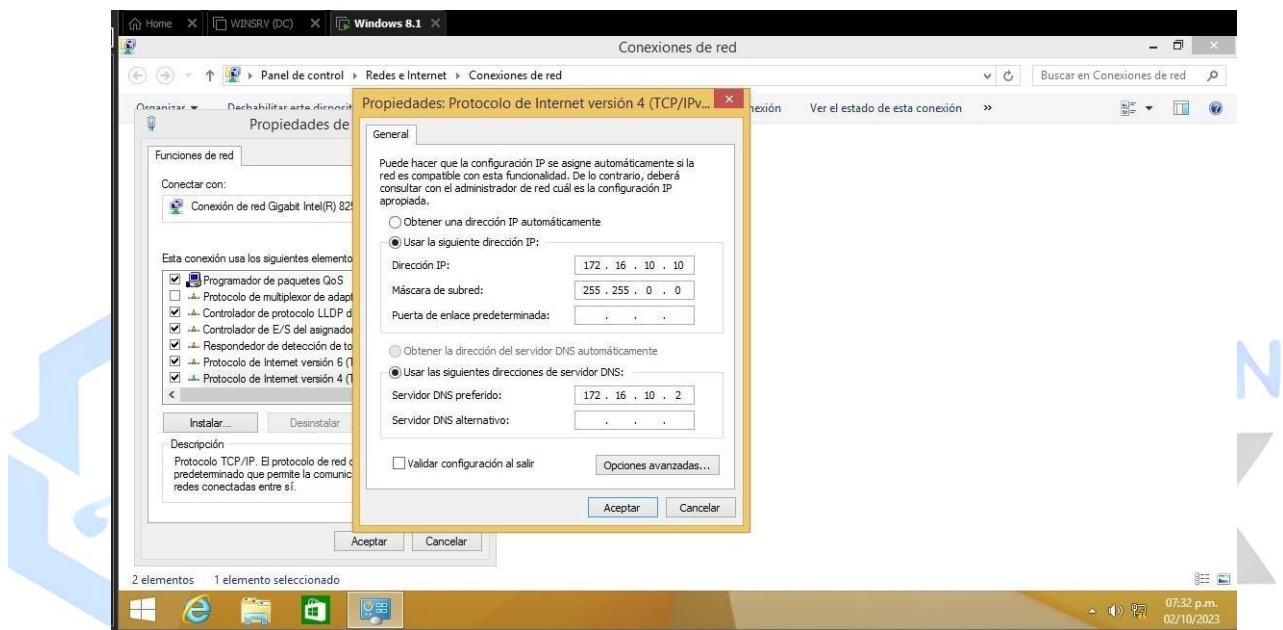 Home
WINSRV (DC)
Windows 8.1
Conexiones de red
Panel de control
Redes e Internet
Conexiones de red
Buscar en Conexiones de red
Organizar
Deshabilitar este disposit
nexión
Ver el estado de esta conexión
»
Propiedades de
Funciones de red
Conectar con:
Conexión de red Gigabit Intel(R) 825
Esta conexión usa los siguientes elemento
Programador de paquetes QoS
Protocolo de multiplexor de adapt
Controlador de protocolo LLDP d
Controlador de E/S del asignador
Respondedor de detección de to
Protocolo de Internet versión 6 (T
Protocolo de Internet versión 4 (T
Instalar...
Desinstalar
Descripción
Protocolo TCP/IP. El protocolo de red d
predeterminado que permite la comunic
redes conectadas entre sí.
Aceptar
Cancelar
Propiedades: Protocolo de Internet versión 4 (TCP/IPv...
General
Puede hacer que la configuración IP se asigne automáticamente si la
red es compatible con esta funcionalidad. De lo contrario, deberá
consultar con el administrador de red cuál es la configuración IP
apropiada.
Obtener una dirección IP automáticamente
Usar la siguiente dirección IP:
Dirección IP: 172 . 16 . 10 . 10
Máscara de subred: 255 . 255 . 0 . 0
Puerta de enlace predeterminada: . . .
Obtener la dirección del servidor DNS automáticamente
Usar las siguientes direcciones de servidor DNS:
Servidor DNS preferido: 172 . 16 . 10 . 2
Servidor DNS alternativo: . . .
Validar configuración al salir
Opciones avanzadas...
Aceptar
Cancelar
2 elementos
1 elemento seleccionado
07:32 p.m.
02/10/2023
N